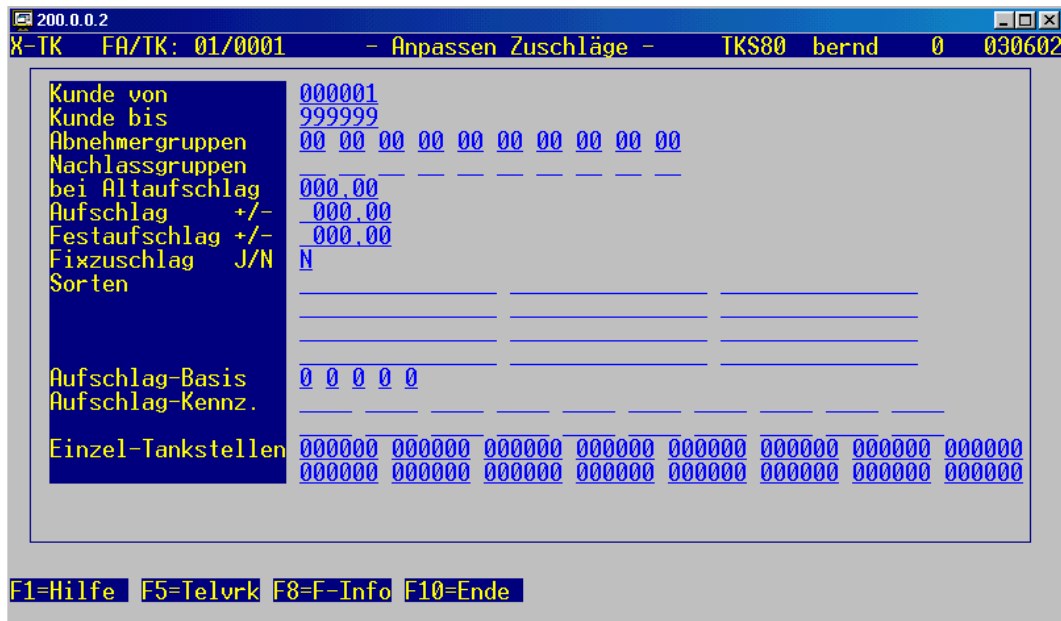 200.0.0.2
X-TK FA/TK: 01/0001 - Anpassen Zuschläge - TKS80 bernd 0 030602
Kunde von 000001
Kunde bis 999999
Abnehmergruppen 00 00 00 00 00 00 00 00 00 00
Nachlassgruppen
bei Altaufschlag 000,00
Aufschlag +/- 000,00
Festaufschlag +/- 000,00
Fixzuschlag J/N N
Sorten
Aufschlag-Basis 0 0 0 0 0
Aufschlag-Kennz.
Einzel-Tankstellen 000000 000000 000000 000000 000000 000000 000000 000000
000000 000000 000000 000000 000000 000000 000000 000000
F1=Hilfe F5=Telvrk F8=F-Info F10=Ende